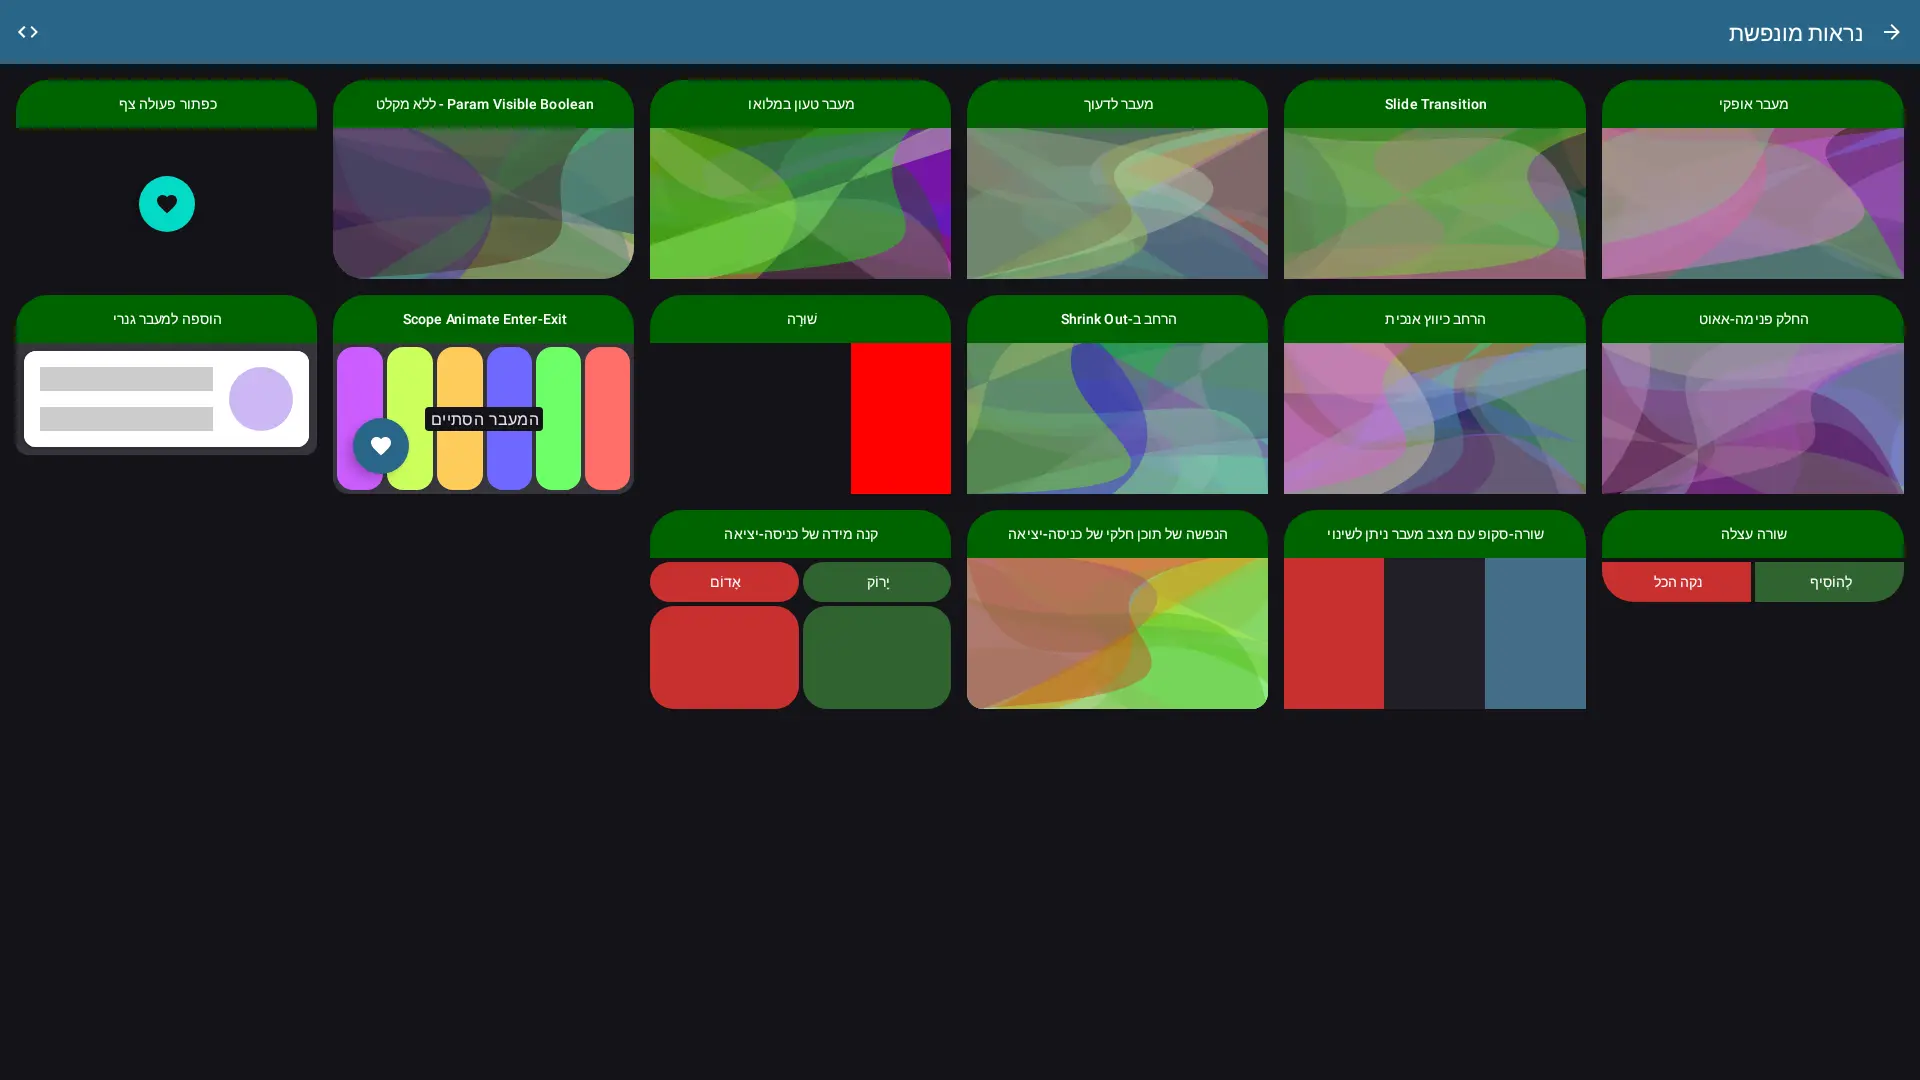 נראות מונפשת
מעבר אופקי
Slide Transition
מעבר לדעוך
מעבר טעון במלואו
Param Visible Boolean - ללא מקלט
כפתור פעולה צף
החלק פנימה-אאוט
הרחב כיווץ אנכית
הרחב ב-Shrink Out
שׁוּרָה
Scope Animate Enter-Exit
המעבר הסתיים
הוספה למעבר גנרי
שורה עצלה
לְהוֹסִיף
נקה הכל
שורה-סקופ עם מצב מעבר ניתן לשינוי
הנפשה של תוכן חלקי של כניסה-יציאה
קנה מידה של כניסה-יציאה
יָרוֹק
אָדוֹם